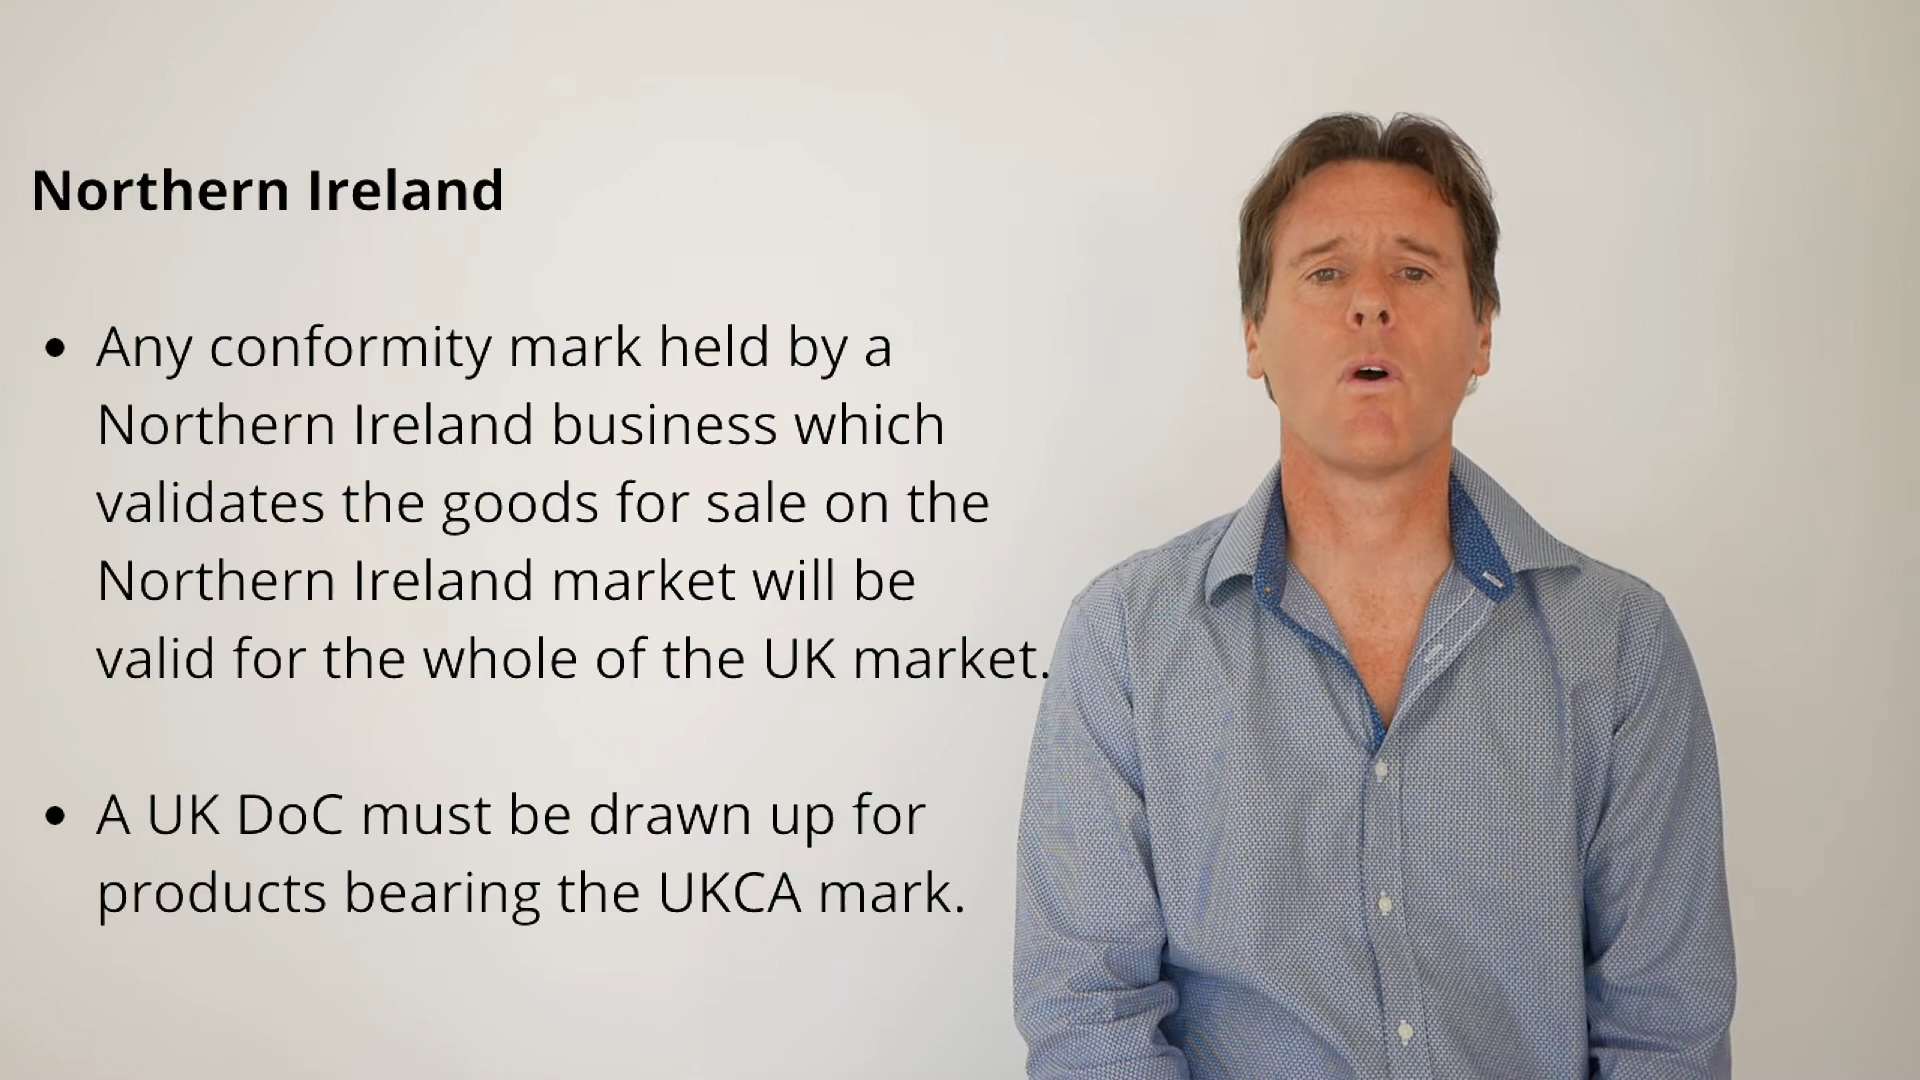 Northern Ireland
• Any conformity mark held by a
Northern Ireland business which
validates the goods for sale on the
Northern Ireland market will be
valid for the whole of the UK market.
• A UK DoC must be drawn up for
products bearing the UKCA mark.